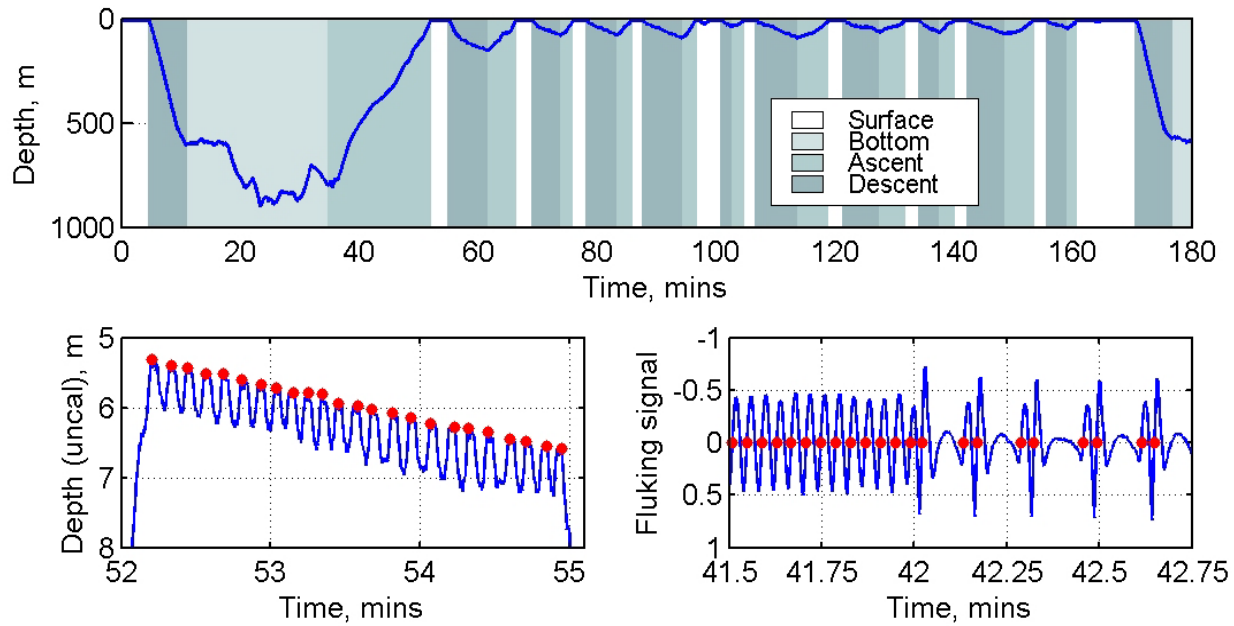 0
500
1000
Depth, m
0 20 40 60 80 100 120 140 160 180
Time, mins
Surface
Bottom
Ascent
Descent
5
6
7
8
Depth (uncal), m
52 53 54 55
Time, mins
-1
-0.5
0
0.5
1
Fluking signal
41.5 41.75 42 42.25 42.5 42.75
Time, mins